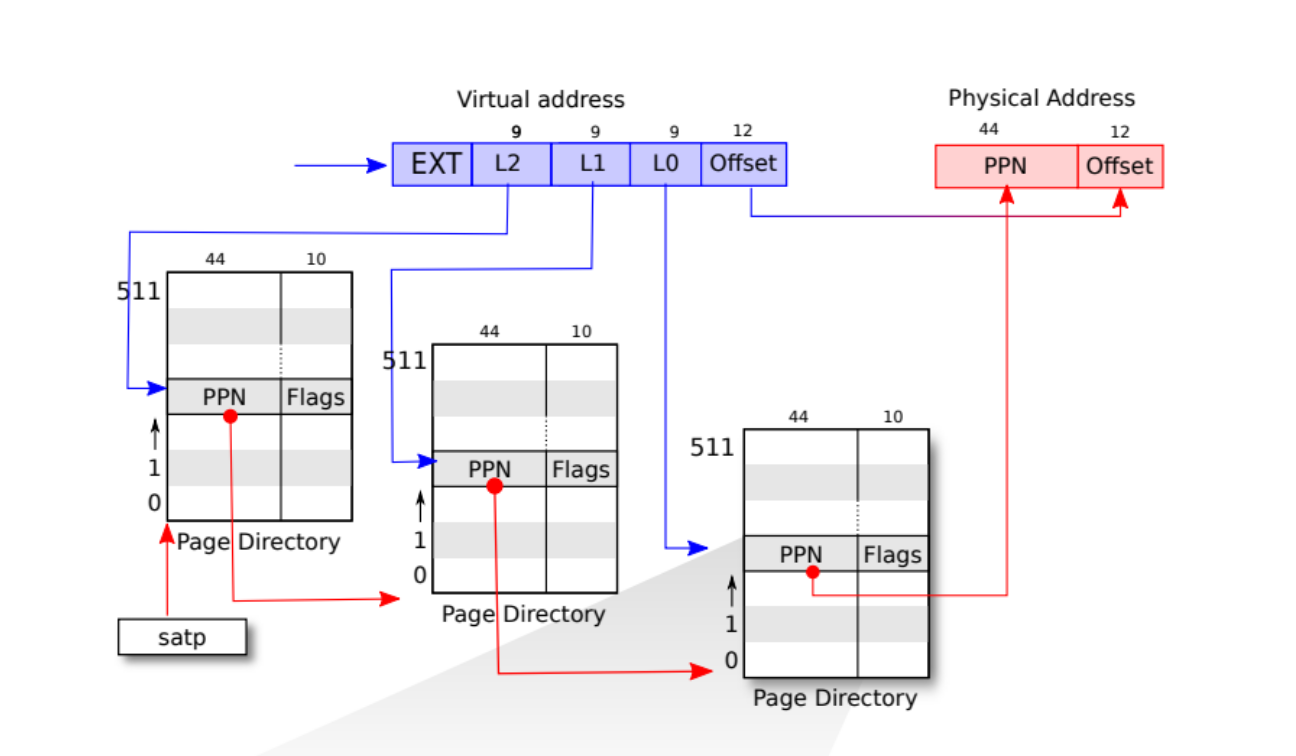 Virtual address
Physical Address
9 9 9 12
44 12
EXT L2 L1 L0 Offset
PPN Offset
44 10
511
PPN Flags
1
0
Page Directory
satp
44 10
511
PPN Flags
1
0
Page Directory
44 10
511
PPN Flags
1
0
Page Directory